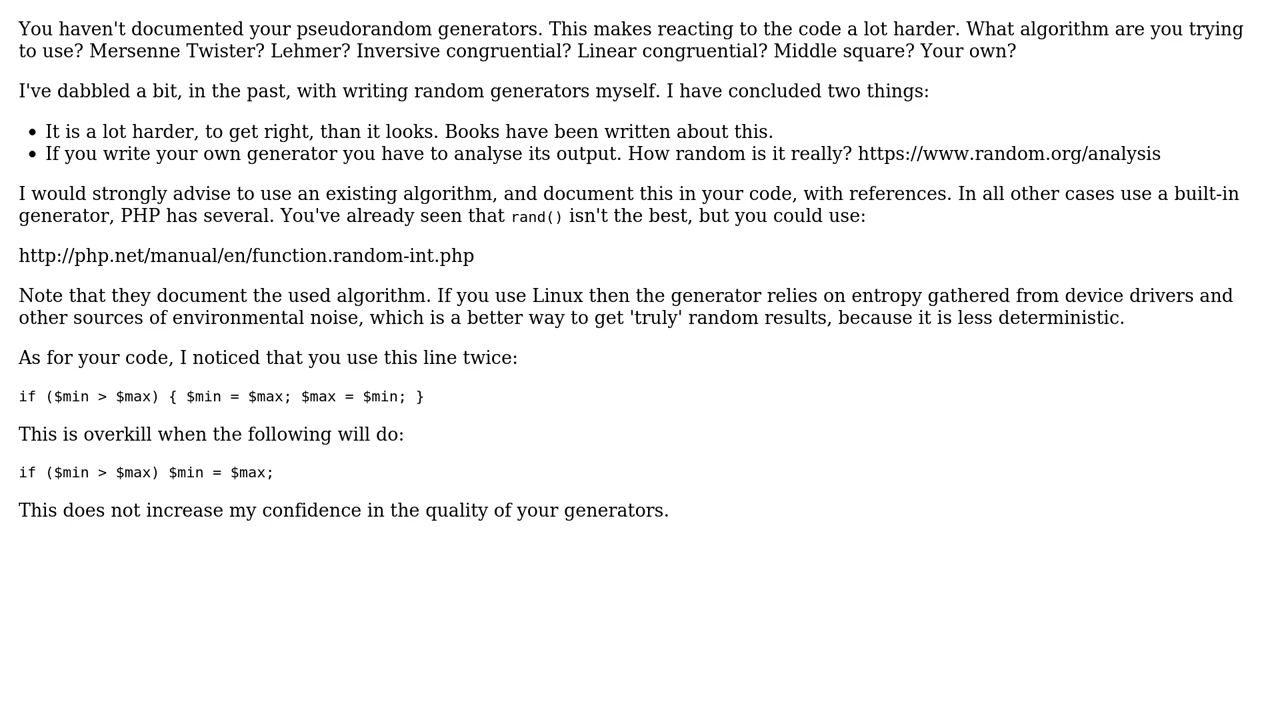 You haven't documented your pseudorandom generators. This makes reacting to the code a lot harder. What algorithm are you trying
to use? Mersenne Twister? Lehmer? Inversive congruential? Linear congruential? Middle square? Your own?
I've dabbled a bit, in the past, with writing random generators myself. I have concluded two things:
• It is a lot harder, to get right, than it looks. Books have been written about this.
• If you write your own generator you have to analyse its output. How random is it really? https://www.random.org/analysis
I would strongly advise to use an existing algorithm, and document this in your code, with references. In all other cases use a built-in
generator, PHP has several. You've already seen that rand() isn't the best, but you could use:
http://php.net/manual/en/function.random-int.php
Note that they document the used algorithm. If you use Linux then the generator relies on entropy gathered from device drivers and
other sources of environmental noise, which is a better way to get 'truly' random results, because it is less deterministic.
As for your code, I noticed that you use this line twice:
if ($min > $max) { $min = $max; $max = $min; }
This is overkill when the following will do:
if ($min > $max) $min = $max;
This does not increase my confidence in the quality of your generators.